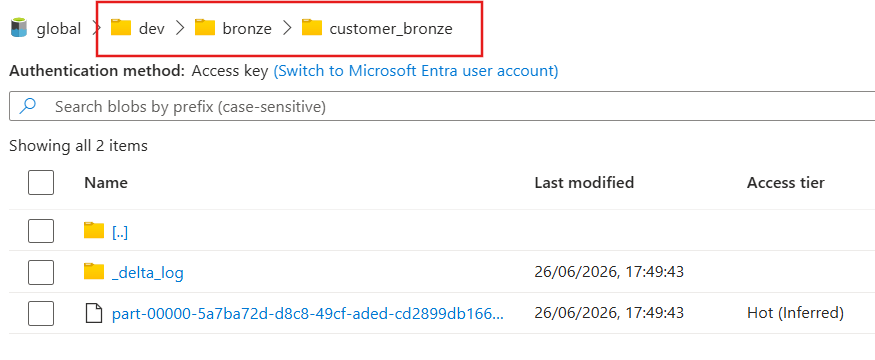 global > dev > bronze > customer_bronze
Authentication method: Access key (Switch to Microsoft Entra user account)
Search blobs by prefix (case-sensitive)
Showing all 2 items
Name Last modified Access tier
[..]
_delta_log 26/06/2026, 17:49:43
part-00000-5a7ba72d-d8c8-49cf-aded-cd2899db166... 26/06/2026, 17:49:43 Hot (Inferred)